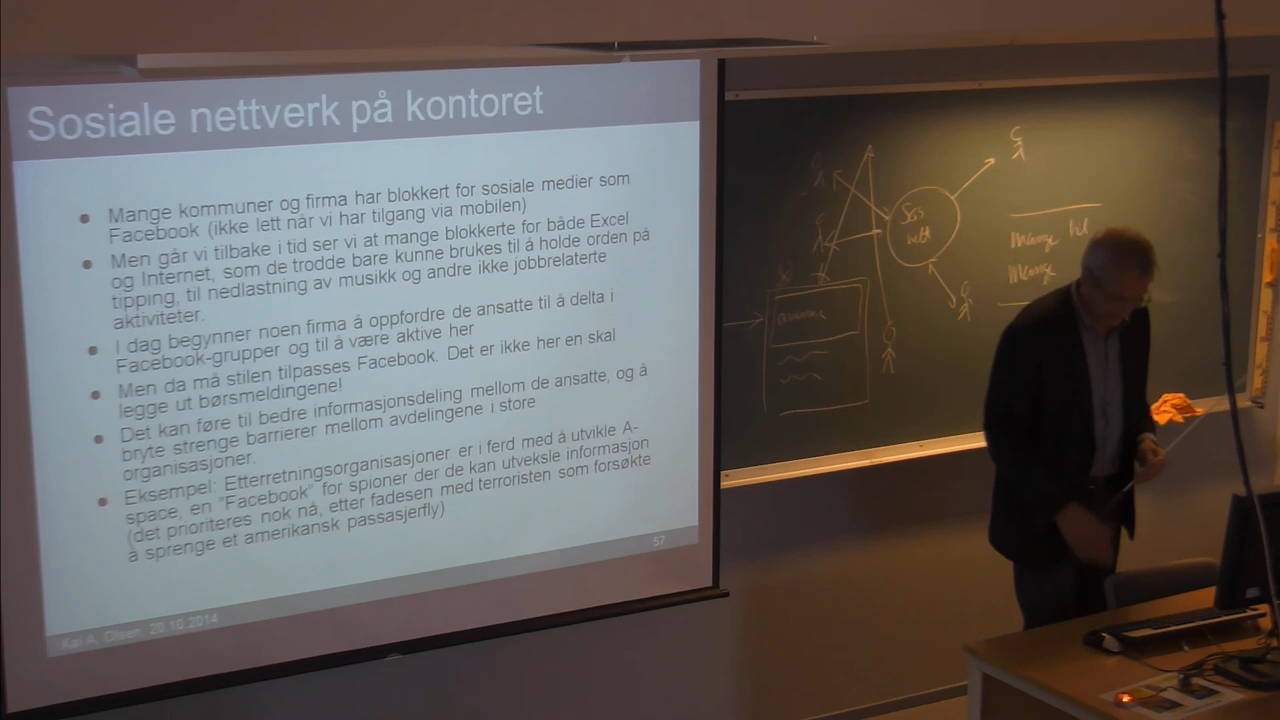 Sosiale nettverk på kontoret
Mange kommuner og firma har blokkert for sosiale medier som
Facebook (ikke lett når vi har tilgang via mobilen)
Men går vi tilbake i tid ser vi at mange blokkerte for både Excel
og Internet, som de trodde bare kunne brukes til å holde orden på
tipping, til nedlastning av musikk og andre ikke jobbrelaterte
aktiviteter.
I dag begynner noen firma å oppfordre de ansatte til å delta i
Facebook-grupper og til å være aktive her
Men da må stilen tilpasses Facebook. Det er ikke her en skal
legge ut børsmeldingene!
Det kan føre til bedre informasjonsdeling mellom de ansatte, og å
bryte strenge barrierer mellom avdelingene i store
organisasjoner.
Eksempel: Etterretningsorganisasjoner er i ferd med å utvikle A-
space, en "Facebook" for spioner der de kan utveksle informasjon
(det prioriteres nok nå, etter fadesen med terroristen som forsøkte
å sprenge et amerikansk passasjerfly)
57
Kai A. Olsen, 20.10.2014
Sos
nett
Mange
Mange